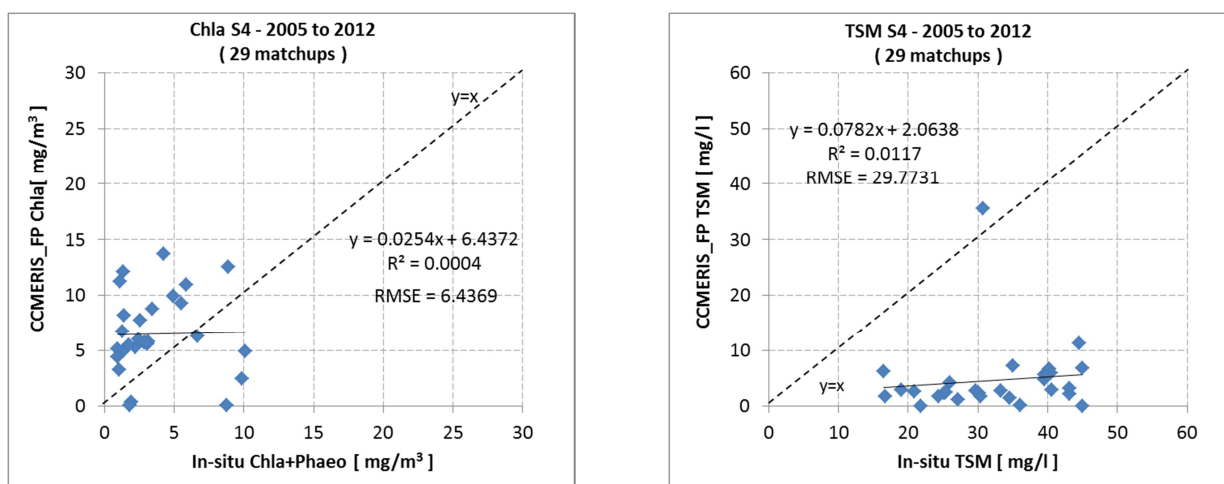 Chla S4 - 2005 to 2012
( 29 matchups )
CCMERIS_FP Chla[ mg/m³ ]
30
25
20
15
10
5
0
y=x
y = 0.0254x + 6.4372
R² = 0.0004
RMSE = 6.4369
0 5 10 15 20 25 30
In-situ Chla+Phaeo [ mg/m³ ]
TSM S4 - 2005 to 2012
( 29 matchups )
CCMERIS_FP TSM [ mg/l ]
60
50
40
30
20
10
0
y = 0.0782x + 2.0638
R² = 0.0117
RMSE = 29.7731
y=x
0 10 20 30 40 50 60
In-situ TSM [ mg/l ]